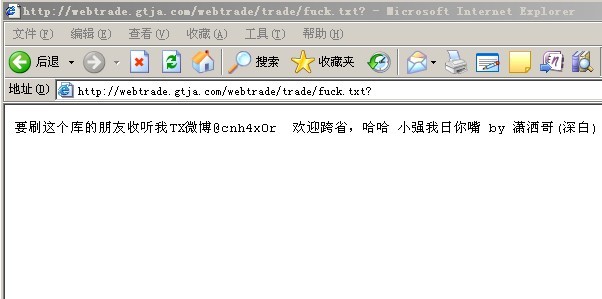 http://webtrade.gtja.com/webtrade/trade/fuck.txt? - Microsoft Internet Explorer
文件(F) 编辑(E) 查看(V) 收藏(A) 工具(T) 帮助(H)
后退 搜索 收藏夹
地址(D) http://webtrade.gtja.com/webtrade/trade/fuck.txt?
要刷这个库的朋友收听我TX微博@cnh4x0r 欢迎跨省，哈哈 小强我日你嘴 by 潇洒哥(深白)